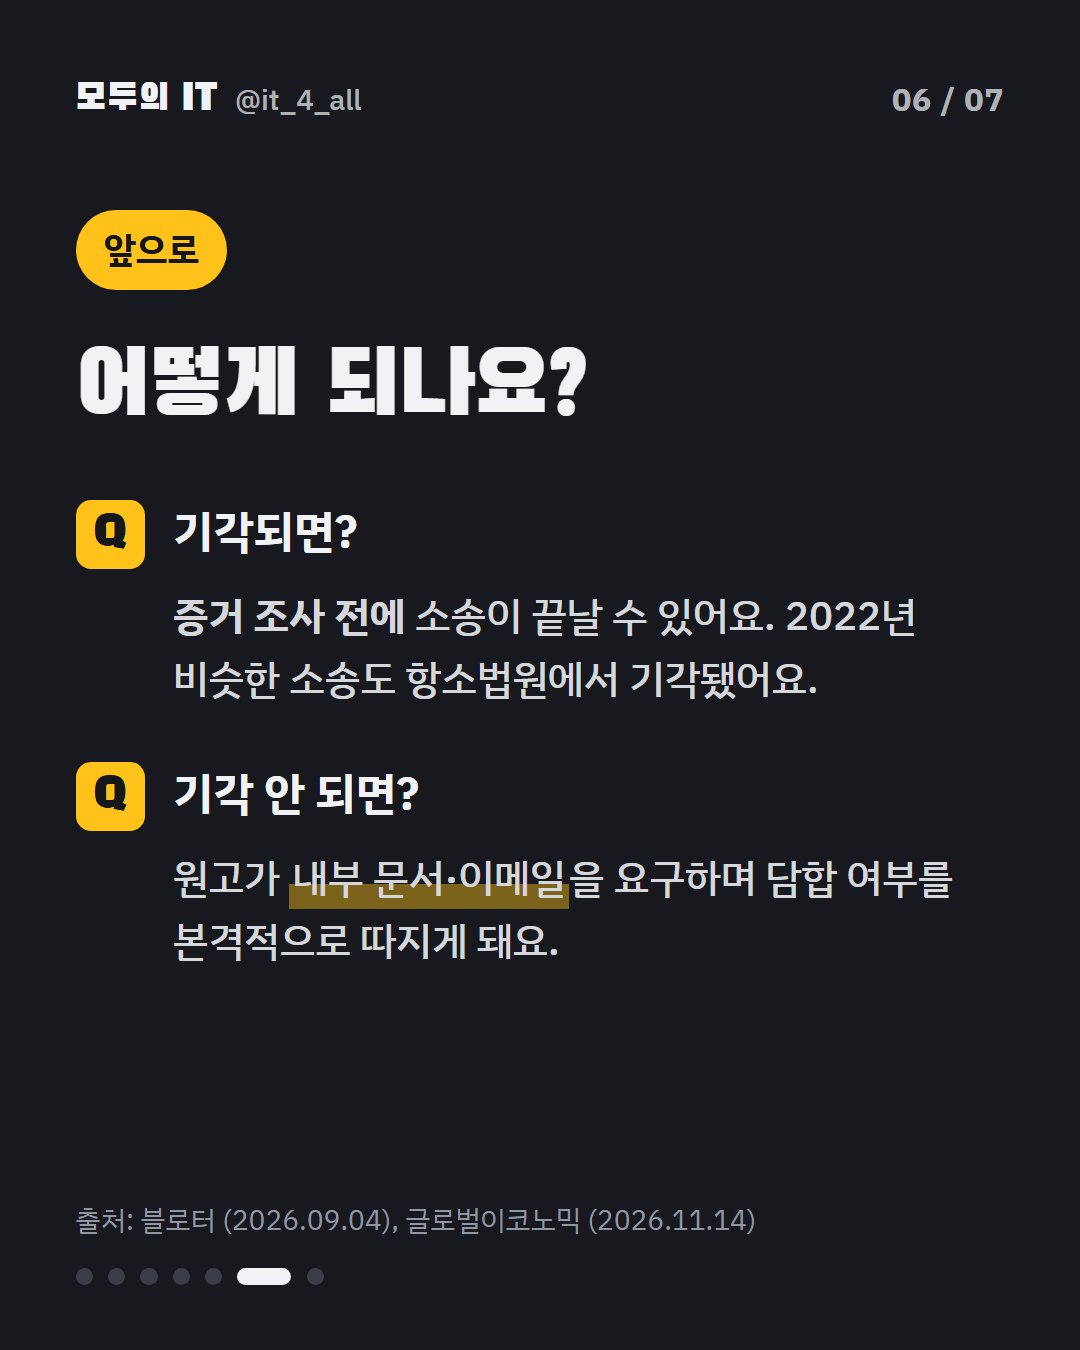 모두의 IT @it_4_all
06 / 07
앞으로
어떻게 되나요?
Q 기각되면?
증거 조사 전에 소송이 끝날 수 있어요. 2022년
비슷한 소송도 항소법원에서 기각됐어요.
Q 기각 안 되면?
원고가 내부 문서·이메일을 요구하며 담합 여부를
본격적으로 따지게 돼요.
출처: 블로터 (2026.09.04), 글로벌이코노믹 (2026.11.14)